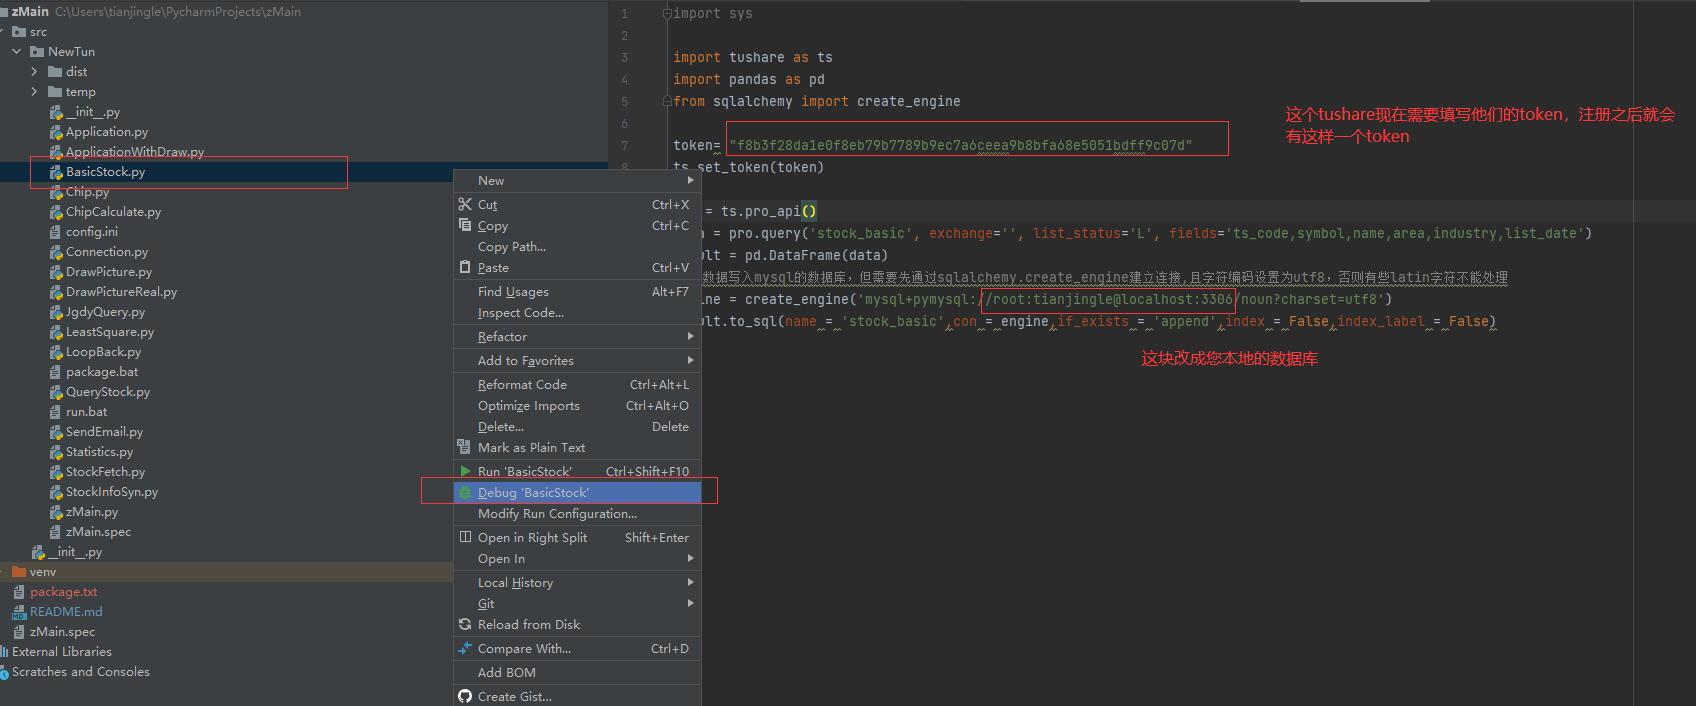 zMain C:\Users\tianjingle\PycharmProjects\zMain
src
NewTun
dist
temp
__init__.py
Application.py
ApplicationWithDraw.py
BasicStock.py
Chip.py
ChipCalculate.py
config.ini
Connection.py
DrawPicture.py
DrawPictureReal.py
JgdyQuery.py
LeastSquare.py
LoopBack.py
package.bat
QueryStock.py
run.bat
SendEmail.py
Statistics.py
StockFetch.py
StockInfoSyn.py
zMain.py
zMain.spec
__init__.py
venv
package.txt
README.md
zMain.spec
External Libraries
Scratches and Consoles
New
Cut Ctrl+X
Copy Ctrl+C
Copy Path...
Paste Ctrl+V
Find Usages Alt+F7
Inspect Code...
Refactor
Add to Favorites
Reformat Code Ctrl+Alt+L
Optimize Imports Ctrl+Alt+O
Delete... Delete
Mark as Plain Text
Run 'BasicStock' Ctrl+Shift+F10
Debug 'BasicStock'
Modify Run Configuration...
Open in Right Split Shift+Enter
Open In
Local History
Git
Reload from Disk
Compare With... Ctrl+D
Add BOM
Create Gist...
1 import sys
2
3 import tushare as ts
4 import pandas as pd
5 from sqlalchemy import create_engine
6
7 token= "f8b3f28da1e0f8eb79b7789b9ec7a6ceea9b8bfa68e5051bdff9c07d"
8 ts.set_token(token)
= ts.pro_api()
a = pro.query('stock_basic', exchange='', list_status='L', fields='ts_code,symbol,name,area,industry,list_date')
ult = pd.DataFrame(data)
数据写入mysql的数据库，但需要先通过sqlalchemy.create_engine建立连接,且字符编码设置为utf8，否则有些latin字符不能处理
ine = create_engine('mysql+pymysql://root:tianjingle@localhost:3306/noun?charset=utf8')
ult.to_sql(name = 'stock_basic',con = engine,if_exists = 'append',index = False,index_label = False)
这个tushare现在需要填写他们的token，注册之后就会
有这样一个token
这块改成您本地的数据库